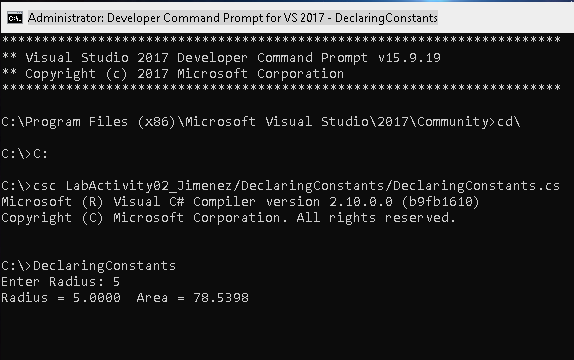 Administrator: Developer Command Prompt for VS 2017 - DeclaringConstants
**********************************************************************
** Visual Studio 2017 Developer Command Prompt v15.9.19
** Copyright (c) 2017 Microsoft Corporation
**********************************************************************
C:\Program Files (x86)\Microsoft Visual Studio\2017\Community>cd\
C:\>C:
C:\>csc LabActivity02_Jimenez/DeclaringConstants/DeclaringConstants.cs
Microsoft (R) Visual C# Compiler version 2.10.0.0 (b9fb1610)
Copyright (C) Microsoft Corporation. All rights reserved.
C:\>DeclaringConstants
Enter Radius: 5
Radius = 5.0000  Area = 78.5398